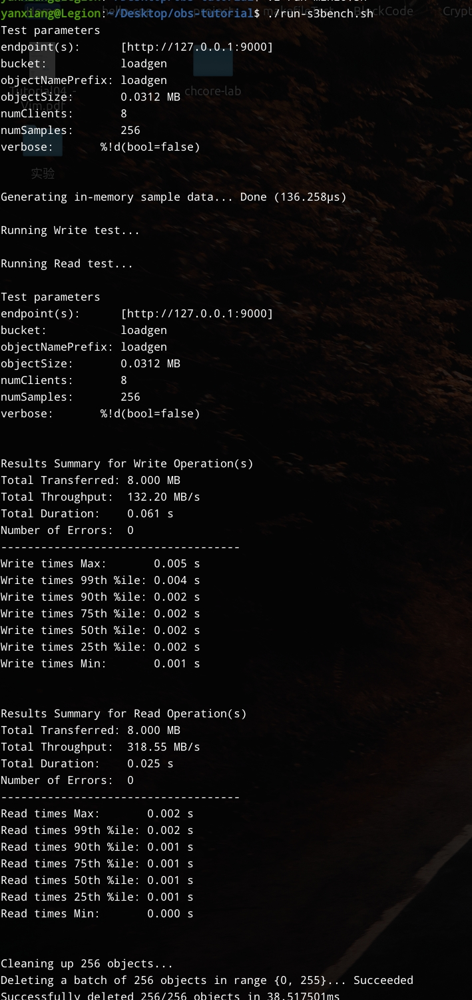 yanxiang@Legion:~/Desktop/obs-tutorial$ ./run-s3bench.sh
Test parameters
endpoint(s):      [http://127.0.0.1:9000]
bucket:           loadgen
objectNamePrefix: loadgen
objectSize:       0.0312 MB
numClients:       8
numSamples:       256
verbose:       %!d(bool=false)
Tutorial04 -
Vim.pdf
chcore-lab
实验
Generating in-memory sample data... Done (136.258µs)
Running Write test...
Running Read test...
Test parameters
endpoint(s):      [http://127.0.0.1:9000]
bucket:           loadgen
objectNamePrefix: loadgen
objectSize:       0.0312 MB
numClients:       8
numSamples:       256
verbose:       %!d(bool=false)
Results Summary for Write Operation(s)
Total Transferred: 8.000 MB
Total Throughput:  132.20 MB/s
Total Duration:    0.061 s
Number of Errors:  0
------------------------------------
Write times Max:       0.005 s
Write times 99th %ile: 0.004 s
Write times 90th %ile: 0.002 s
Write times 75th %ile: 0.002 s
Write times 50th %ile: 0.002 s
Write times 25th %ile: 0.002 s
Write times Min:       0.001 s
Results Summary for Read Operation(s)
Total Transferred: 8.000 MB
Total Throughput:  318.55 MB/s
Total Duration:    0.025 s
Number of Errors:  0
------------------------------------
Read times Max:       0.002 s
Read times 99th %ile: 0.002 s
Read times 90th %ile: 0.001 s
Read times 75th %ile: 0.001 s
Read times 50th %ile: 0.001 s
Read times 25th %ile: 0.001 s
Read times Min:       0.000 s
Cleaning up 256 objects...
Deleting a batch of 256 objects in range {0, 255}... Succeeded
Successfully deleted 256/256 objects in 38.517501ms